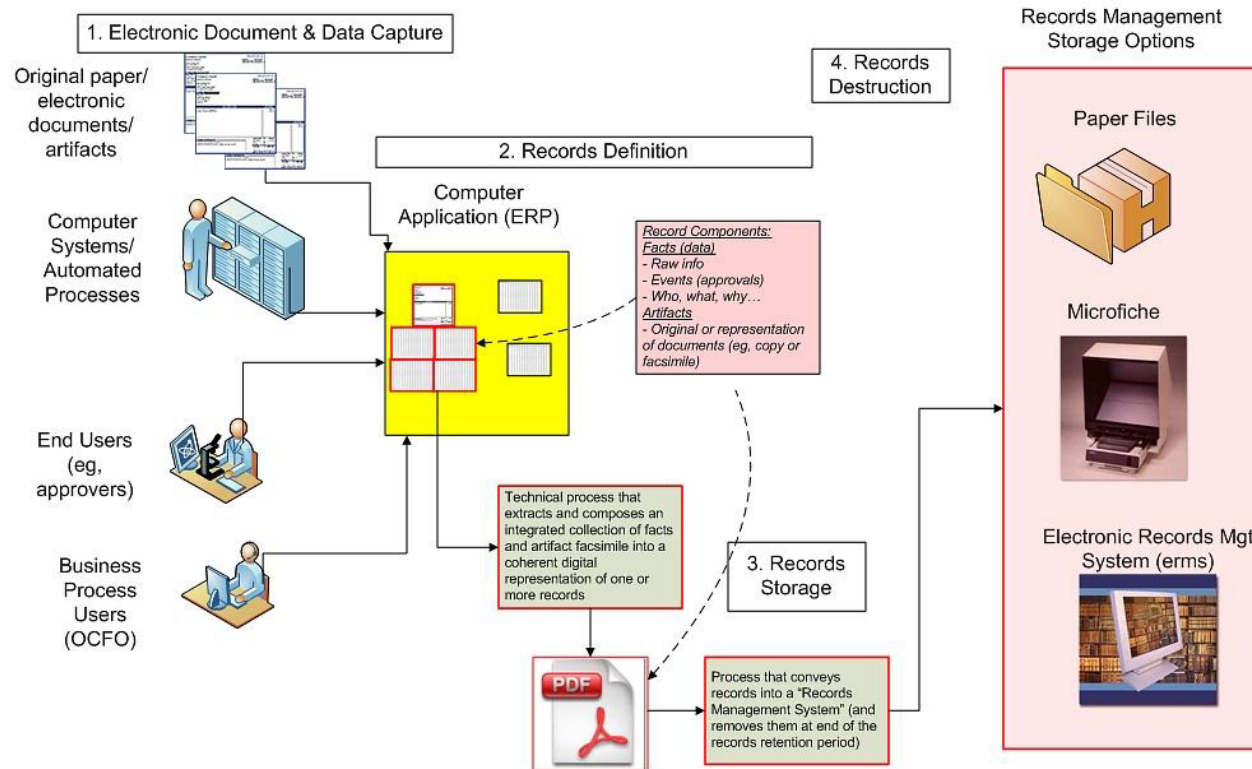 1. Electronic Document & Data Capture
Original paper/
electronic
documents/
artifacts
Computer
Systems/
Automated
Processes
End Users
(eg,
approvers)
Business
Process
Users
(OCFO)
2. Records Definition
Computer
Application (ERP)
Record Components:
Facts (data)
- Raw info
- Events (approvals)
- Who, what, why…
Artifacts
- Original or representation
of documents (eg, copy or
facsimile)
Technical process that
extracts and composes an
integrated collection of facts
and artifact facsimile into a
coherent digital
representation of one or
more records
3. Records
Storage
PDF
Process that conveys
records into a “Records
Management System” (and
removes them at end of the
records retention period)
4. Records
Destruction
Records Management
Storage Options
Paper Files
Microfiche
Electronic Records Mgt
System (erms)